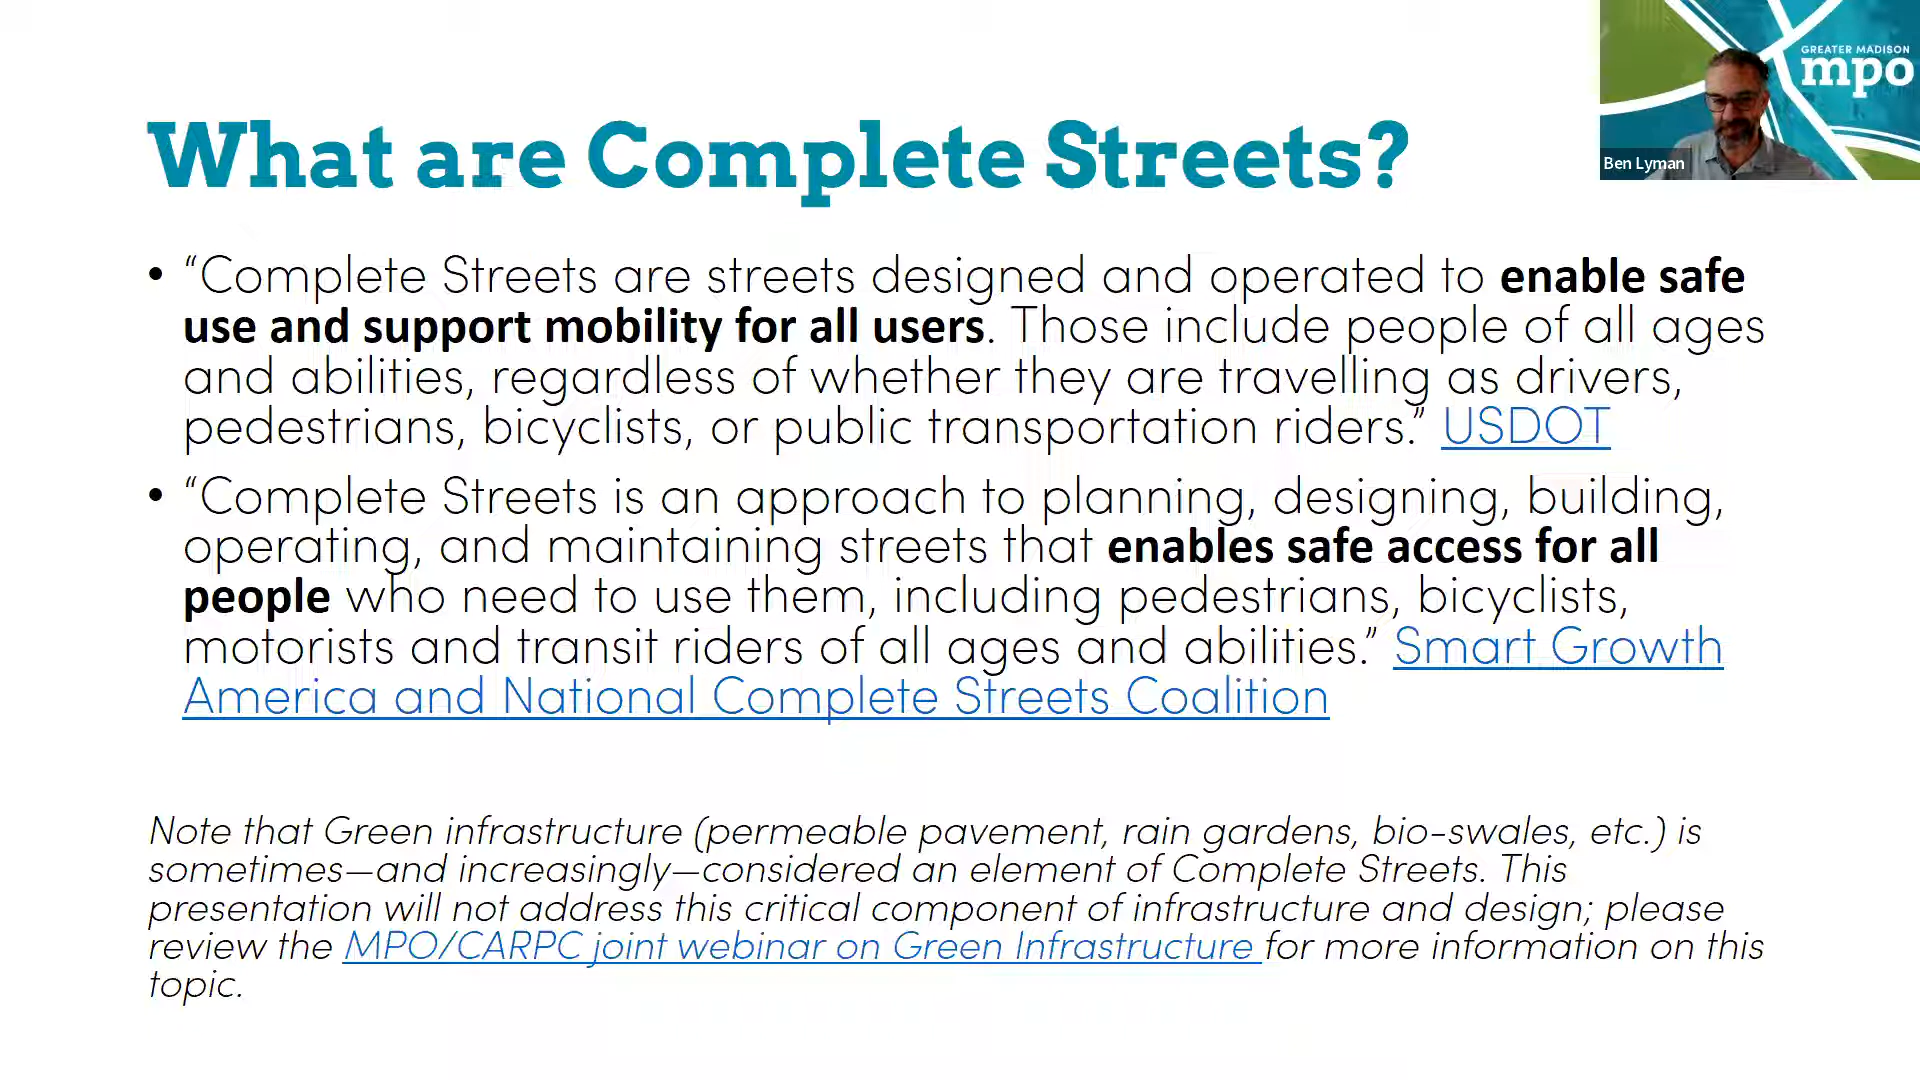 GREATER MADISON
mpo
Ben Lyman
What are Complete Streets?
• “Complete Streets are streets designed and operated to enable safe
use and support mobility for all users. Those include people of all ages
and abilities, regardless of whether they are travelling as drivers,
pedestrians, bicyclists, or public transportation riders.” USDOT
• “Complete Streets is an approach to planning, designing, building,
operating, and maintaining streets that enables safe access for all
people who need to use them, including pedestrians, bicyclists,
motorists and transit riders of all ages and abilities.” Smart Growth
America and National Complete Streets Coalition
Note that Green infrastructure (permeable pavement, rain gardens, bio-swales, etc.) is
sometimes—and increasingly—considered an element of Complete Streets. This
presentation will not address this critical component of infrastructure and design; please
review the MPO/CARPC joint webinar on Green Infrastructure for more information on this
topic.